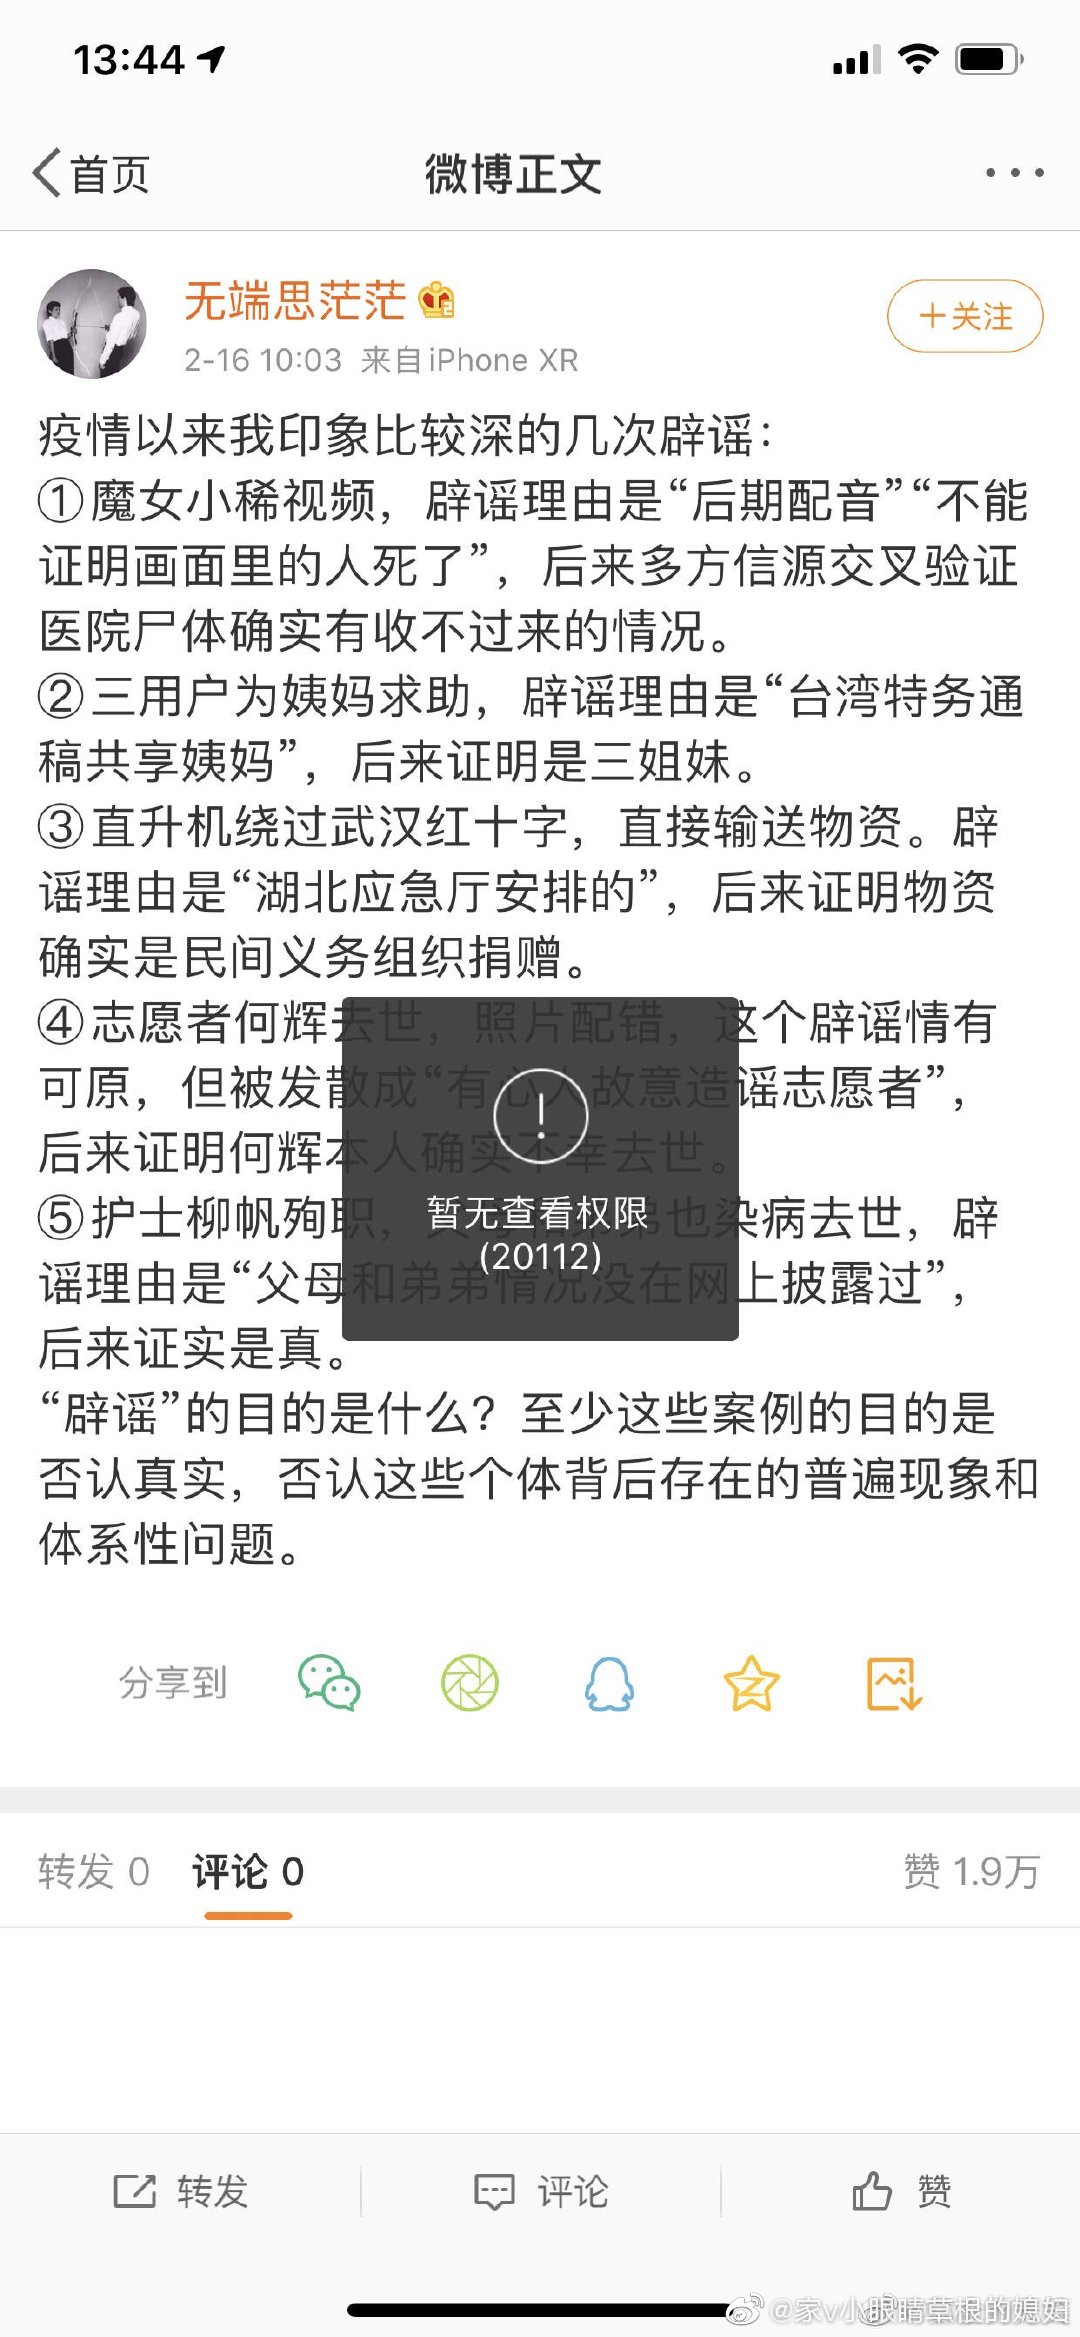 13:44
首页
微博正文
无端思茫茫
+关注
2-16 10:03 来自iPhone XR
疫情以来我印象比较深的几次辟谣：
①魔女小稀视频，辟谣理由是“后期配音”“不能
证明画面里的人死了”，后来多方信源交叉验证
医院尸体确实有收不过来的情况。
②三用户为姨妈求助，辟谣理由是“台湾特务通
稿共享姨妈”，后来证明是三姐妹。
③直升机绕过武汉红十字，直接输送物资。辟
谣理由是“湖北应急厅安排的”，后来证明物资
确实是民间义务组织捐赠。
④志愿者何辉去世，照片配错，这个辟谣情有
可原，但被发散成“有心人故意造谣志愿者”，
后来证明何辉本人确实不幸去世。
⑤护士柳帆殉职，父母和弟弟也染病去世，辟
暂无查看权限
(20112)
谣理由是“父母和弟弟情况没在网上披露过”，
后来证实是真。
“辟谣”的目的是什么？至少这些案例的目的是
否认真实，否认这些个体背后存在的普遍现象和
体系性问题。
分享到
转发 0 评论 0 赞 1.9万
转发 评论 赞
@家v小眼睛草根的媳妇